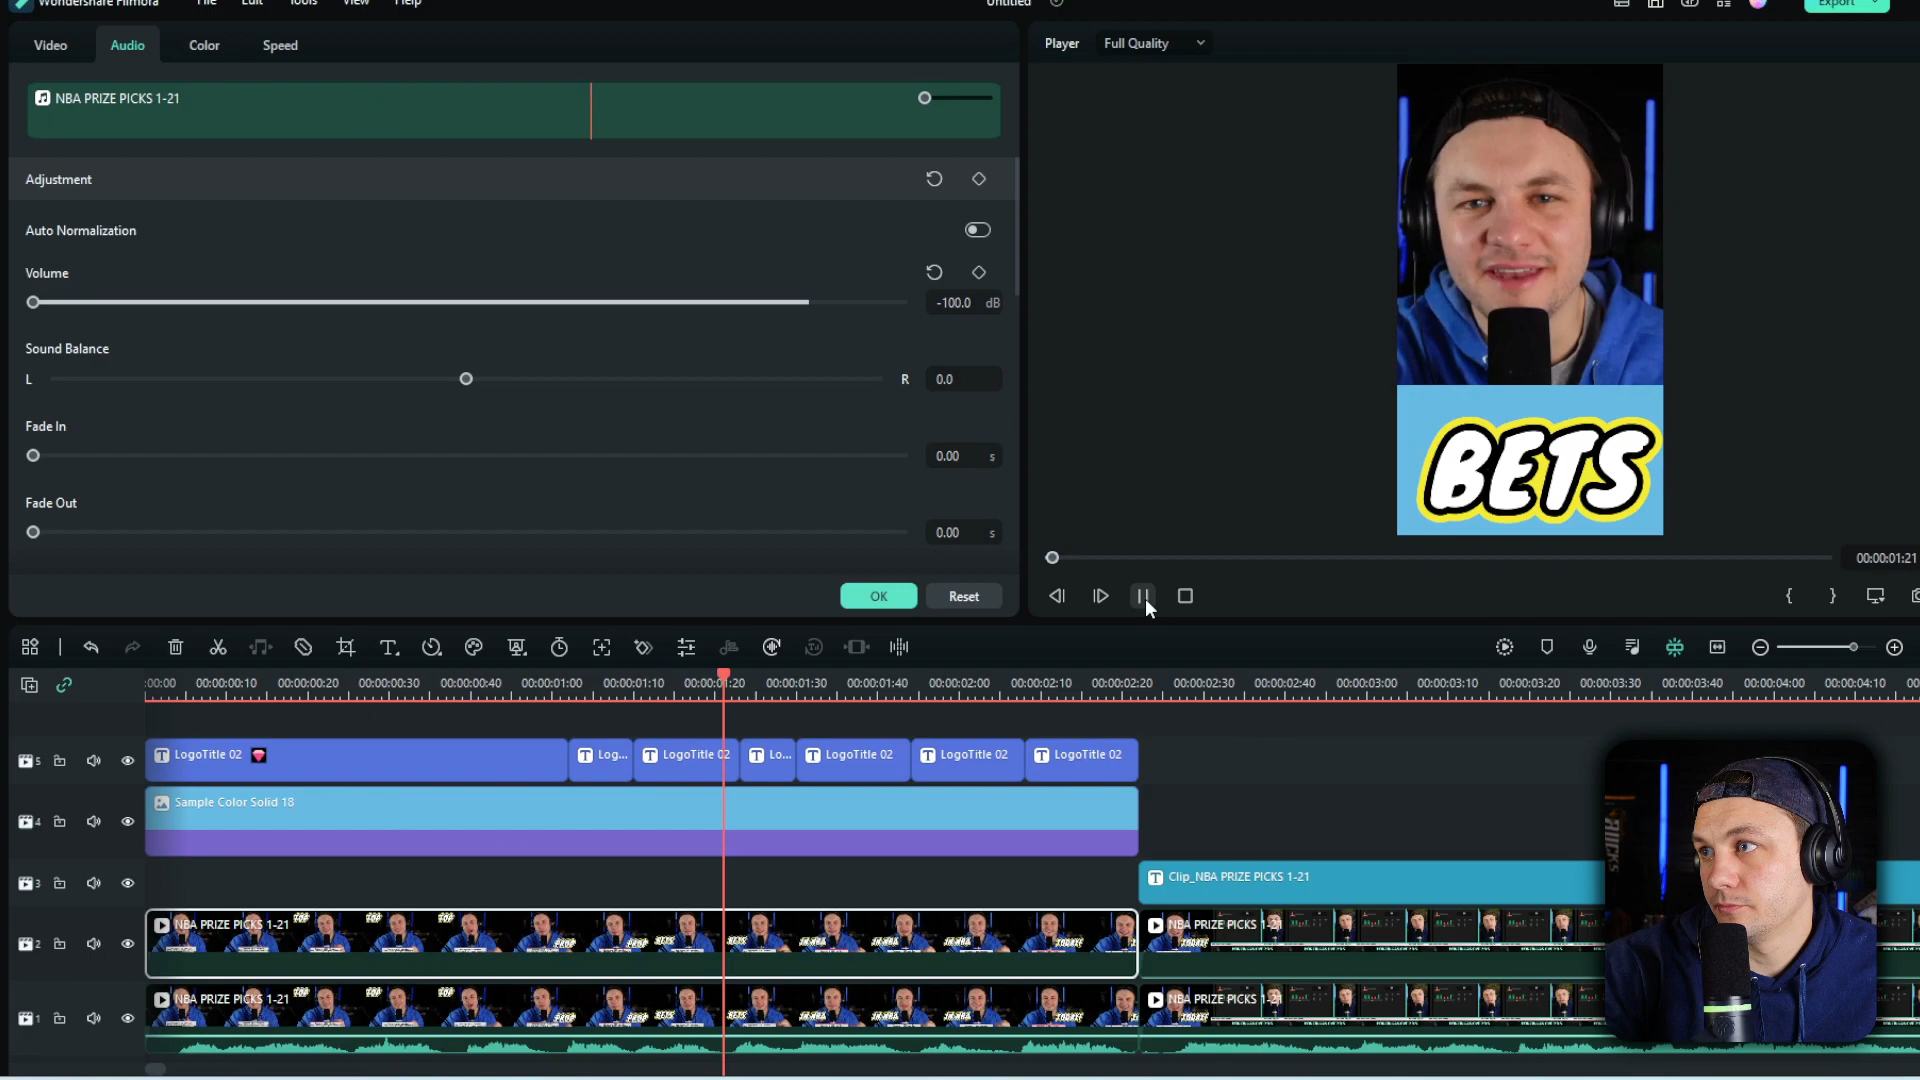 Wondershare Filmora File Edit Tools View Help Untitled Export
Video Audio Color Speed
Player Full Quality
NBA PRIZE PICKS 1-21
Adjustment
Auto Normalization
Volume
-100.0 dB
Sound Balance
L R 0.0
Fade In
0.00 s
Fade Out
0.00 s
OK Reset
BETS
00:00:01:21
{ }
:00:00 00:00:00:10 00:00:00:20 00:00:00:30 00:00:00:40 00:00:01:00 00:00:01:10 00:00:01:20 00:00:01:30 00:00:01:40 00:00:02:00 00:00:02:10 00:00:02:20 00:00:02:30 00:00:02:40 00:00:03:00 00:00:03:10 00:00:03:20 00:00:03:30 00:00:03:40 00:00:04:00 00:00:04:10
5 LogoTitle 02 Log... LogoTitle 02 Lo... LogoTitle 02 LogoTitle 02 LogoTitle 02
4 Sample Color Solid 18
3 Clip_NBA PRIZE PICKS 1-21
2 NBA PRIZE PICKS 1-21 NBA PRIZE PICKS 1-21
1 NBA PRIZE PICKS 1-21 NBA PRIZE PICKS 1-21